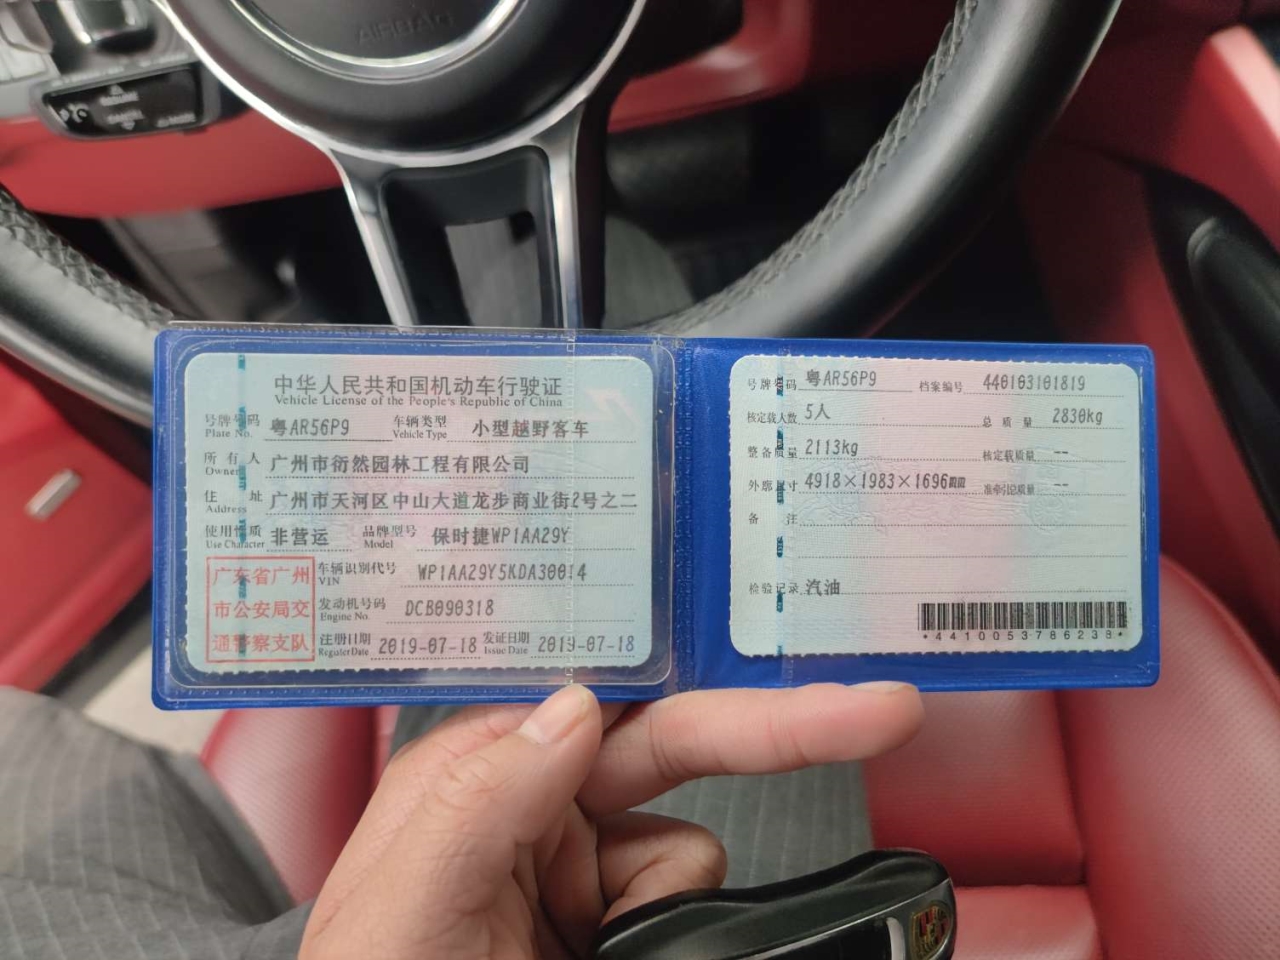 AIRBAG
CANCEL
中华人民共和国机动车行驶证
Vehicle License of the People's Republic of China
号牌号码 粤AR56P9 车辆类型 小型越野客车
Plate No. Vehicle Type
所有人 广州市衍然园林工程有限公司
Owner
住址 广州市天河区中山大道龙步商业街2号之二
Address
使用性质 非营运 品牌型号 保时捷WP1AA29Y
Use Character Model
广东省广州
市公安局交
通警察支队
车辆识别代号 WP1AA29Y5KDA30014
VIN
发动机号码 DCB090318
Engine No.
注册日期 2019-07-18 发证日期 2019-07-18
Register Date Issue Date
号牌号码 粤AR56P9 档案编号 440103101819
核定载人数 5人 总质量 2830kg
整备质量 2113kg 核定载质量 --
外廓尺寸 4918×1983×1696mm 准牵引总质量 --
备注
检验记录 汽油
*4410053786238*